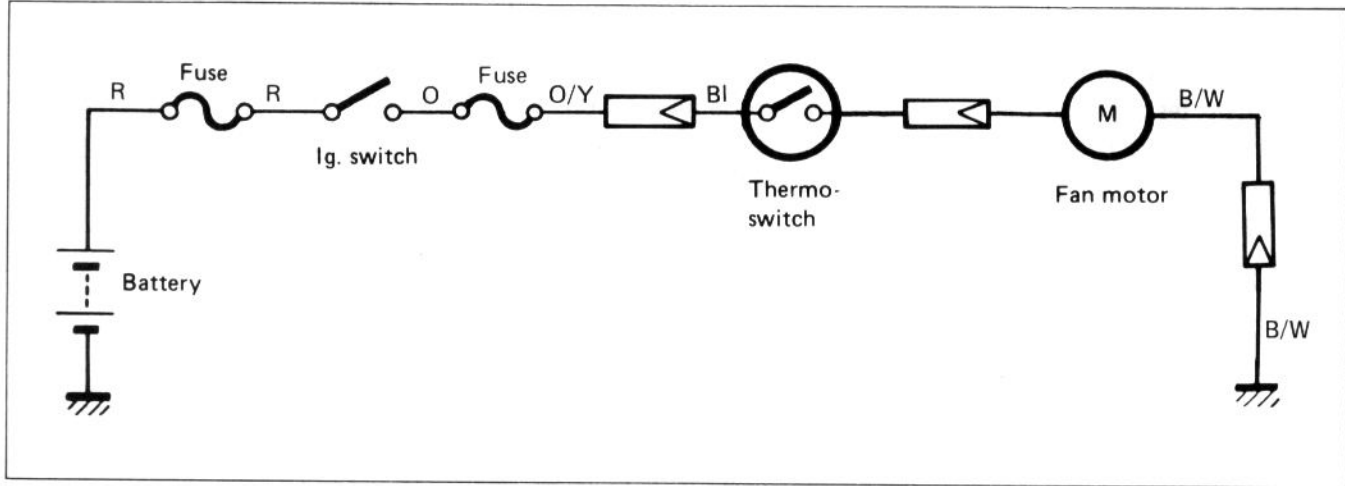 R
Fuse
R
Ig. switch
O
Fuse
O/Y
Bl
Thermo-
switch
M
Fan motor
B/W
Battery
B/W